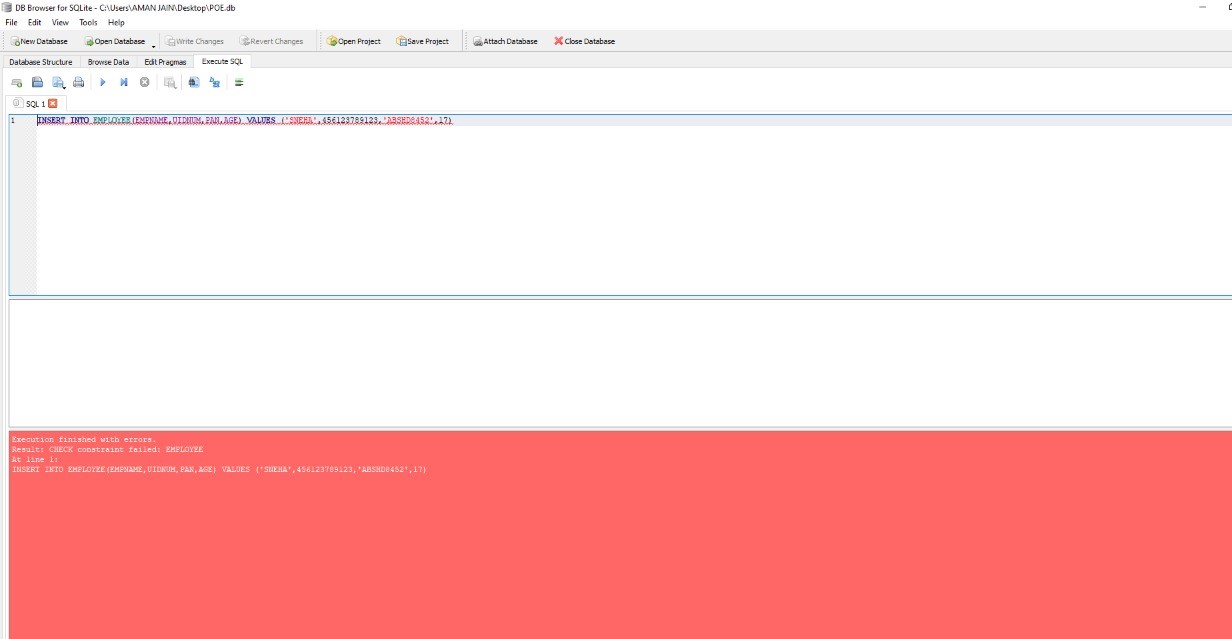 DB Browser for SQLite - C:\Users\AMAN JAIN\Desktop\POE.db
File Edit View Tools Help
New Database Open Database Write Changes Revert Changes Open Project Save Project Attach Database Close Database
Database Structure Browse Data Edit Pragmas Execute SQL
SQL 1
1 INSERT INTO EMPLOYEE(EMPNAME,UIDNUM,PAN,AGE) VALUES ('SNEHA',456123789123,'ABSHD8452',17)
Execution finished with errors.
Result: CHECK constraint failed: EMPLOYEE
At line 1:
INSERT INTO EMPLOYEE(EMPNAME,UIDNUM,PAN,AGE) VALUES ('SNEHA',456123789123,'ABSHD8452',17)